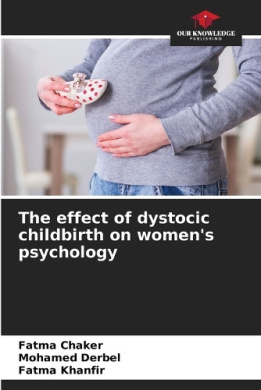 OUR KNOWLEDGE
PUBLISHING
The effect of dystocic
childbirth on women's
psychology
Fatma Chaker
Mohamed Derbel
Fatma Khanfir